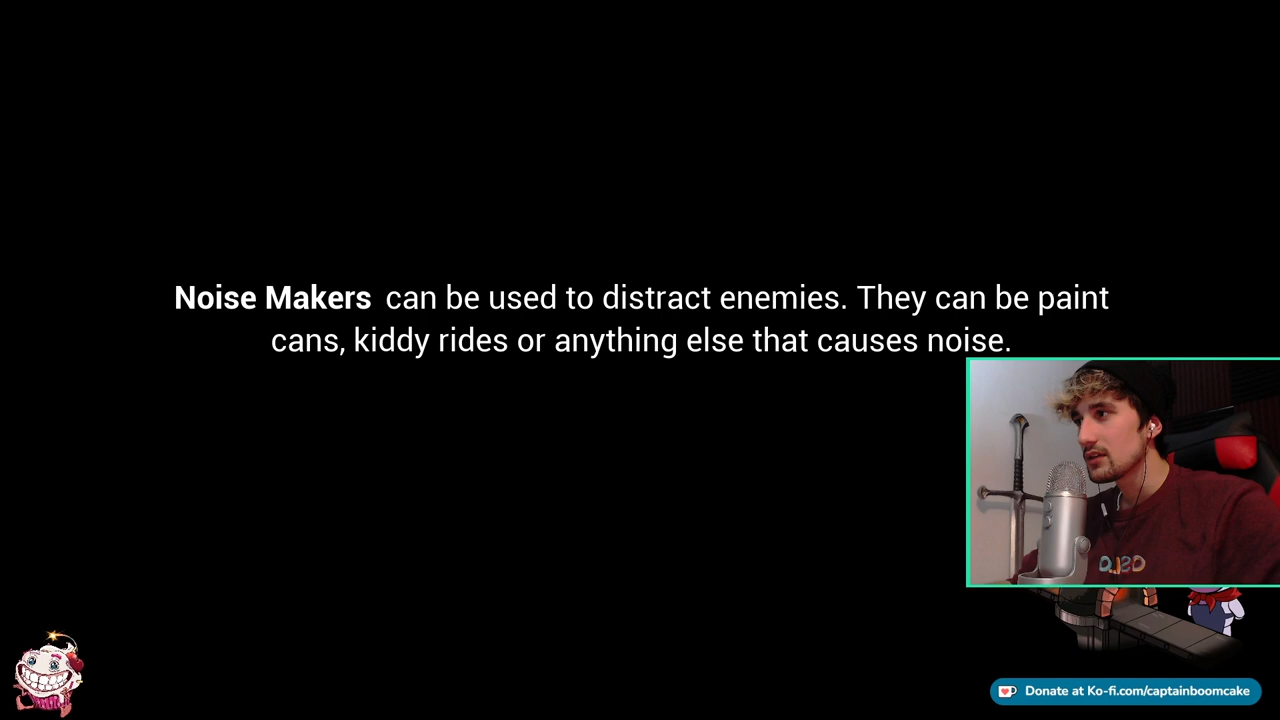 Noise Makers can be used to distract enemies. They can be paint
cans, kiddy rides or anything else that causes noise.
Donate at Ko-fi.com/captainboomcake